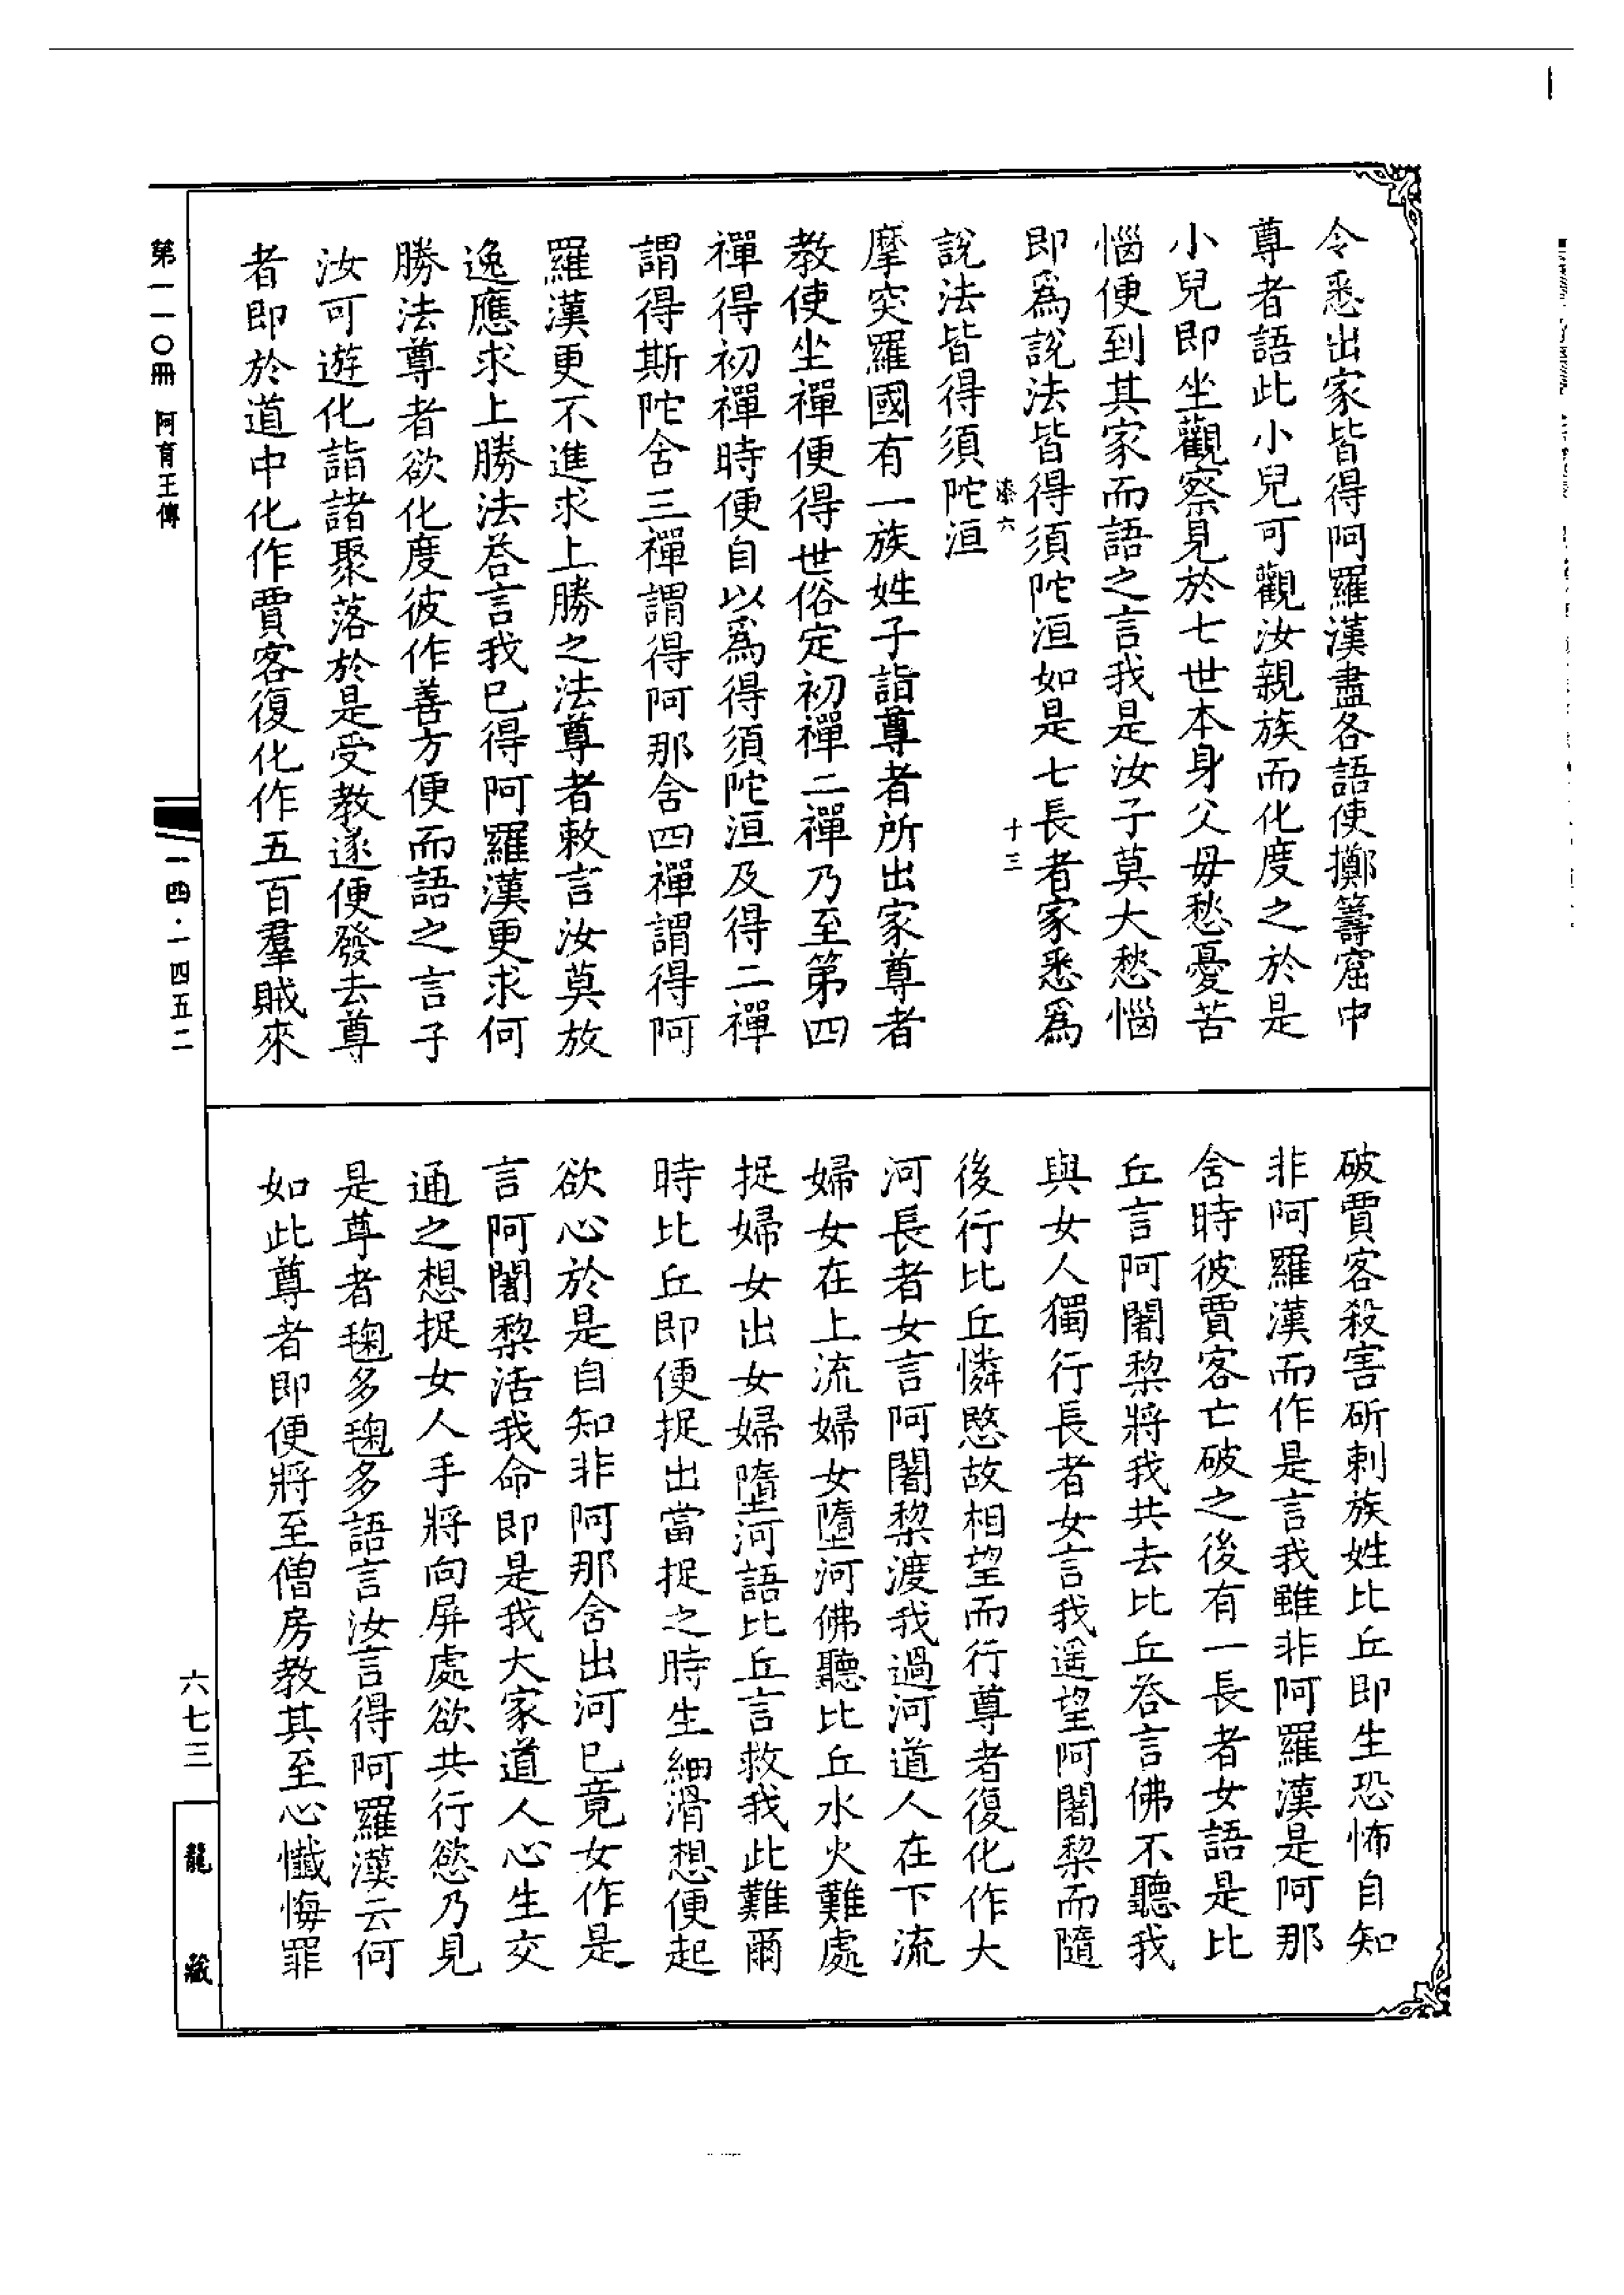 令悉出家皆得阿羅漢盡各語使擲籌窟中
尊者語此小兒可觀汝親族而化度之於是
小兒即坐觀察見於七世本身父母愁憂苦
惱便到其家而語之言我是汝子莫大愁惱
即爲說法皆得須陀洹如是七長者家悉爲
漆六
十三
說法皆得須陀洹
摩突羅國有一族姓子詣尊者所出家尊者
教使坐禪便得世俗定初禪二禪乃至第四
禪得初禪時便自以爲得須陀洹及得二禪
謂得斯陀含三禪謂得阿那含四禪謂得阿
羅漢更不進求上勝之法尊者敕言汝莫放
逸應求上勝法荅言我已得阿羅漢更求何
勝法尊者欲化度彼作善方便而語之言子
汝可遊化詣諸聚落於是受教遂便發去尊
者即於道中化作賈客復化作五百羣賊來
破賈客殺害斫刺族姓比丘即生恐怖自知
非阿羅漢而作是言我雖非阿羅漢是阿那
含時彼賈客亡破之後有一長者女語是比
丘言阿闍棃將我共去比丘荅言佛不聽我
與女人獨行長者女言我遥望阿闍棃而隨
後行比丘憐愍故相望而行尊者復化作大
河長者女言阿闍棃渡我過河道人在下流
婦女在上流婦女墮河佛聽比丘水火難處
捉婦女出女婦墮河語比丘言救我此難爾
時比丘即便捉出當捉之時生細滑想便起
欲心於是自知非阿那含出河已竟女作是
言阿闍棃活我命即是我大家道人心生交
通之想捉女人手將向屏處欲共行慾乃見
是尊者毱多毱多語言汝言得阿羅漢云何
如此尊者即便將至僧房教其至心懺悔罪
第一一〇冊 阿育王傳
一四·一四五二
六七三
龍藏